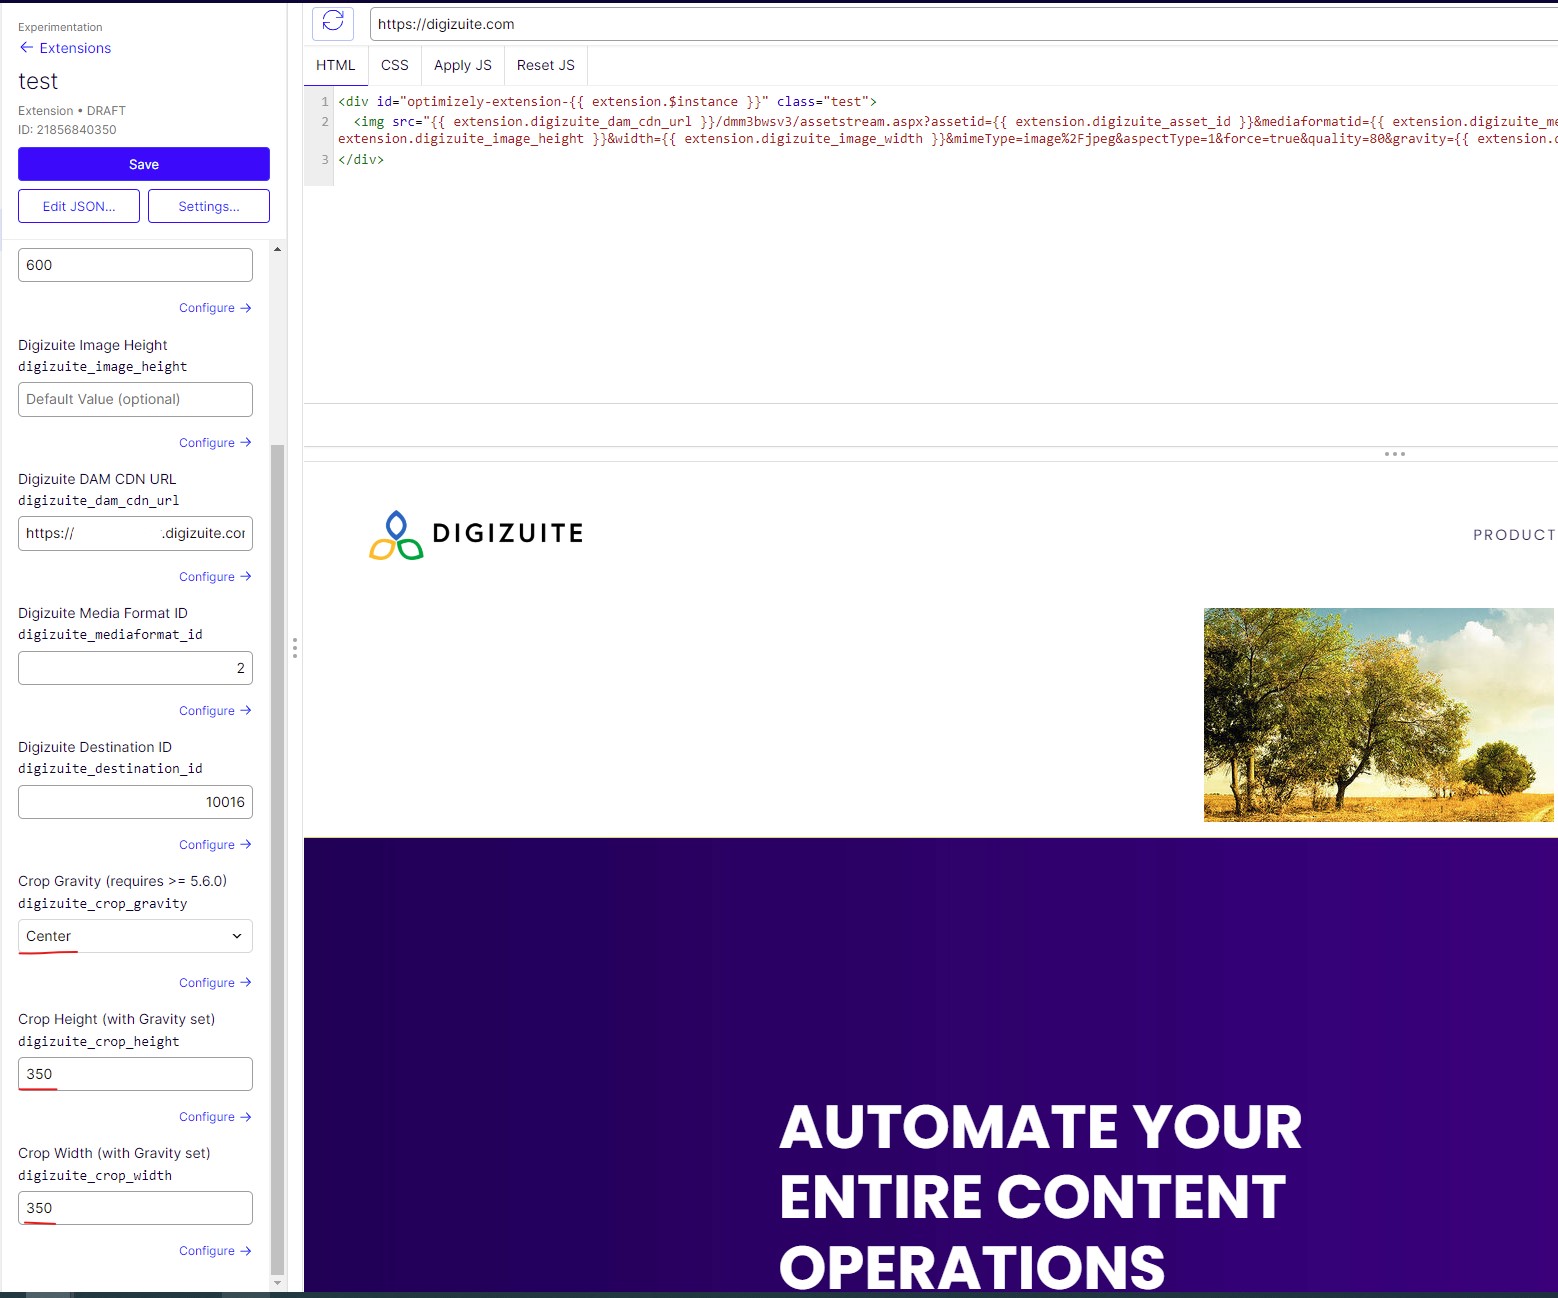 Experimentation
← Extensions
test
Extension • DRAFT
ID: 21856840350
Save
Edit JSON...
Settings...
600
Configure →
Digizuite Image Height
digizuite_image_height
Default Value (optional)
Configure →
Digizuite DAM CDN URL
digizuite_dam_cdn_url
https:// .digizuite.cor
Configure →
Digizuite Media Format ID
digizuite_mediaformat_id
2
Configure →
Digizuite Destination ID
digizuite_destination_id
10016
Configure →
Crop Gravity (requires >= 5.6.0)
digizuite_crop_gravity
Center
Configure →
Crop Height (with Gravity set)
digizuite_crop_height
350
Configure →
Crop Width (with Gravity set)
digizuite_crop_width
350
Configure →
https://digizuite.com
HTML CSS Apply JS Reset JS
1 <div id="optimizely-extension-{{ extension.$instance }}" class="test">
2 <img src="{{ extension.digizuite_dam_cdn_url }}/dmm3bwsv3/assetstream.aspx?assetid={{ extension.digizuite_asset_id }}&mediaformatid={{ extension.digizuite_me
extension.digizuite_image_height }}&width={{ extension.digizuite_image_width }}&mimeType=image%2Fjpeg&aspectType=1&force=true&quality=80&gravity={{ extension.
3 </div>
DIGIZUITE
PRODUCT
AUTOMATE YOUR
ENTIRE CONTENT
OPERATIONS